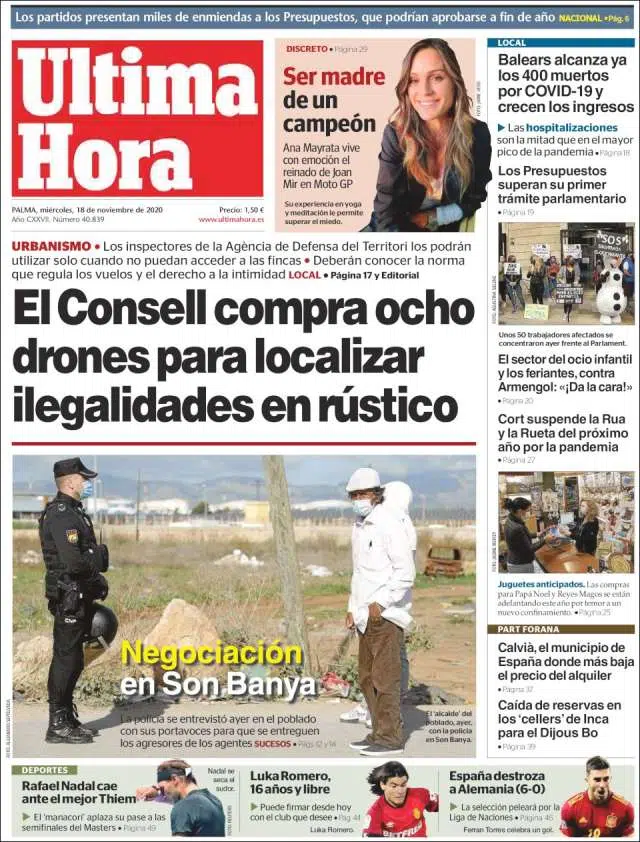 Los partidos presentan miles de enmiendas a los Presupuestos, que podrían aprobarse a fin de año NACIONAL • Pág. 6
Ultima
Hora
PALMA, miércoles, 18 de noviembre de 2020
Precio: 1,50 €
Año CXXVII. Número 40.839
www.ultimahora.es
DISCRETO • Página 29
Ser madre
de un
campeón
Ana Mayrata vive
con emoción el
reinado de Joan
Mir en Moto GP
Su experiencia en yoga
y meditación le permite
superar el miedo.
URBANISMO • Los inspectores de la Agència de Defensa del Territori los podrán
utilizar solo cuando no puedan acceder a las fincas • Deberán conocer la norma
que regula los vuelos y el derecho a la intimidad LOCAL • Página 17 y Editorial
El Consell compra ocho
drones para localizar
ilegalidades en rústico
Negociación
en Son Banya
La policía se entrevistó ayer en el poblado
con sus portavoces para que se entreguen
los agresores de los agentes SUCESOS • Págs. 12 y 14
El 'alcalde' del
poblado, ayer,
con la policía
en Son Banya.
LOCAL
Balears alcanza ya
los 400 muertos
por COVID-19 y
crecen los ingresos
Las hospitalizaciones
son la mitad que en el mayor
pico de la pandemia • Página 18
Los Presupuestos
superan su primer
trámite parlamentario
• Página 19
SOS
Unos 50 trabajadores afectados se
concentraron ayer frente al Parlament.
El sector del ocio infantil
y los feriantes, contra
Armengol: «¡Da la cara!»
• Página 20
Cort suspende la Rua
y la Rueta del próximo
año por la pandemia
• Página 27
Juguetes anticipados. Las compras
para Papá Noel y Reyes Magos se están
adelantando este año por temor a un
nuevo confinamiento. • Página 25
PART FORANA
Calvià, el municipio de
España donde más baja
el precio del alquiler
• Página 37
Caída de reservas en
los 'cellers' de Inca
para el Dijous Bo
• Página 39
DEPORTES
Rafael Nadal cae
ante el mejor Thiem
El 'manacorí' aplaza su pase a las
semifinales del Masters • Página 49
Nadal se
seca el
sudor.
Luka Romero,
16 años y libre
Puede firmar desde hoy
con el club que desee • Pág. 44
Luka Romero.
España destroza
a Alemania (6-0)
La selección peleará por la
Liga de Naciones • Página 46
Ferran Torres celebra un gol.